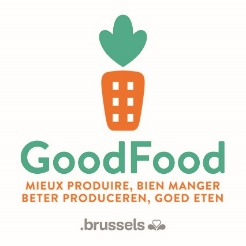 GoodFood
MIEUX PRODUIRE, BIEN MANGER
BETER PRODUCEREN, GOED ETEN
.brussels